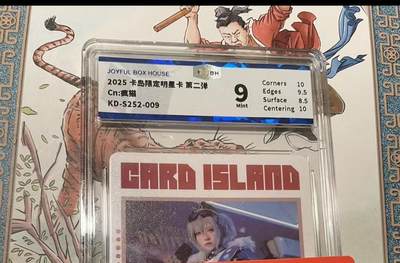 JOYFUL BOX HOUSE
BH
2025 卡岛限定明星卡 第二弹
Cn:疯猫
KD-S252-009
9
Mint
Corners 10
Edges 9.5
Surface 8.5
Centering 10
CARD ISLAND